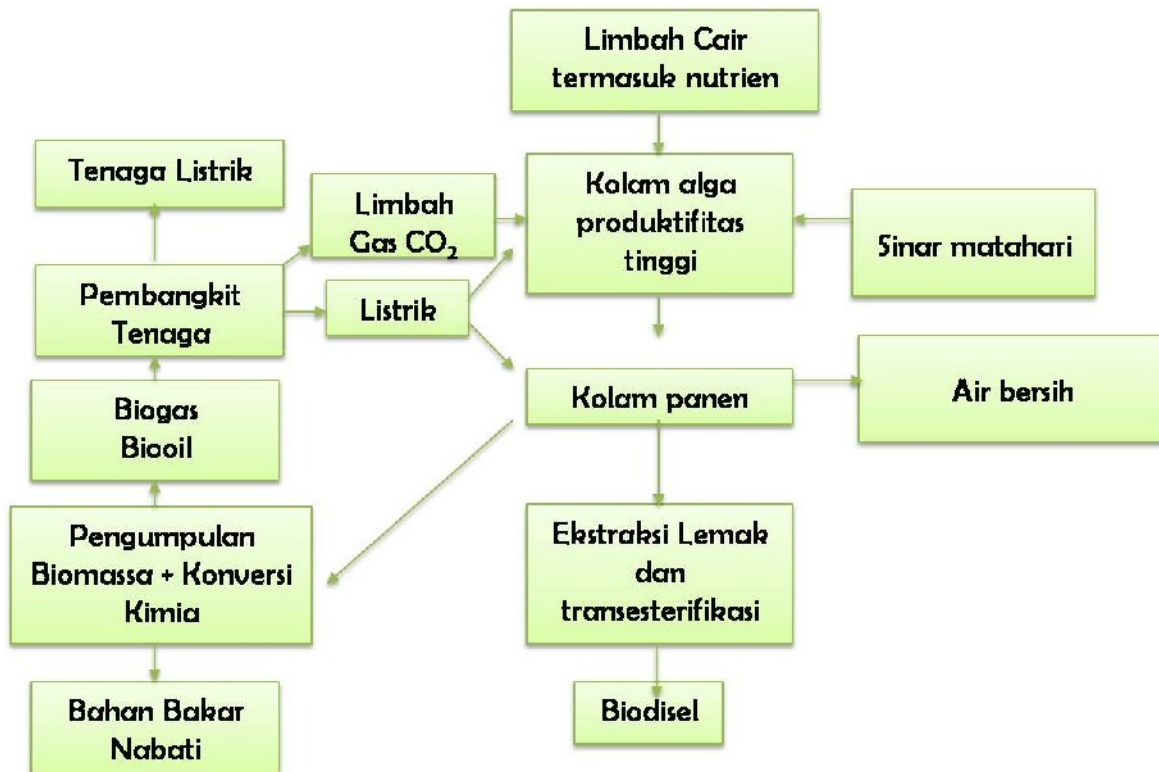 Limbah Cair
termasuk nutrien
Tenaga Listrik
Limbah
Gas CO₂
Kolam alga
produktifitas
tinggi
Sinar matahari
Pembangkit
Tenaga
Listrik
Biogas
Biooil
Kolam panen
Air bersih
Pengumpulan
Biomassa + Konversi
Kimia
Ekstraksi Lemak
dan
transesterifikasi
Bahan Bakar
Nabati
Biodisel